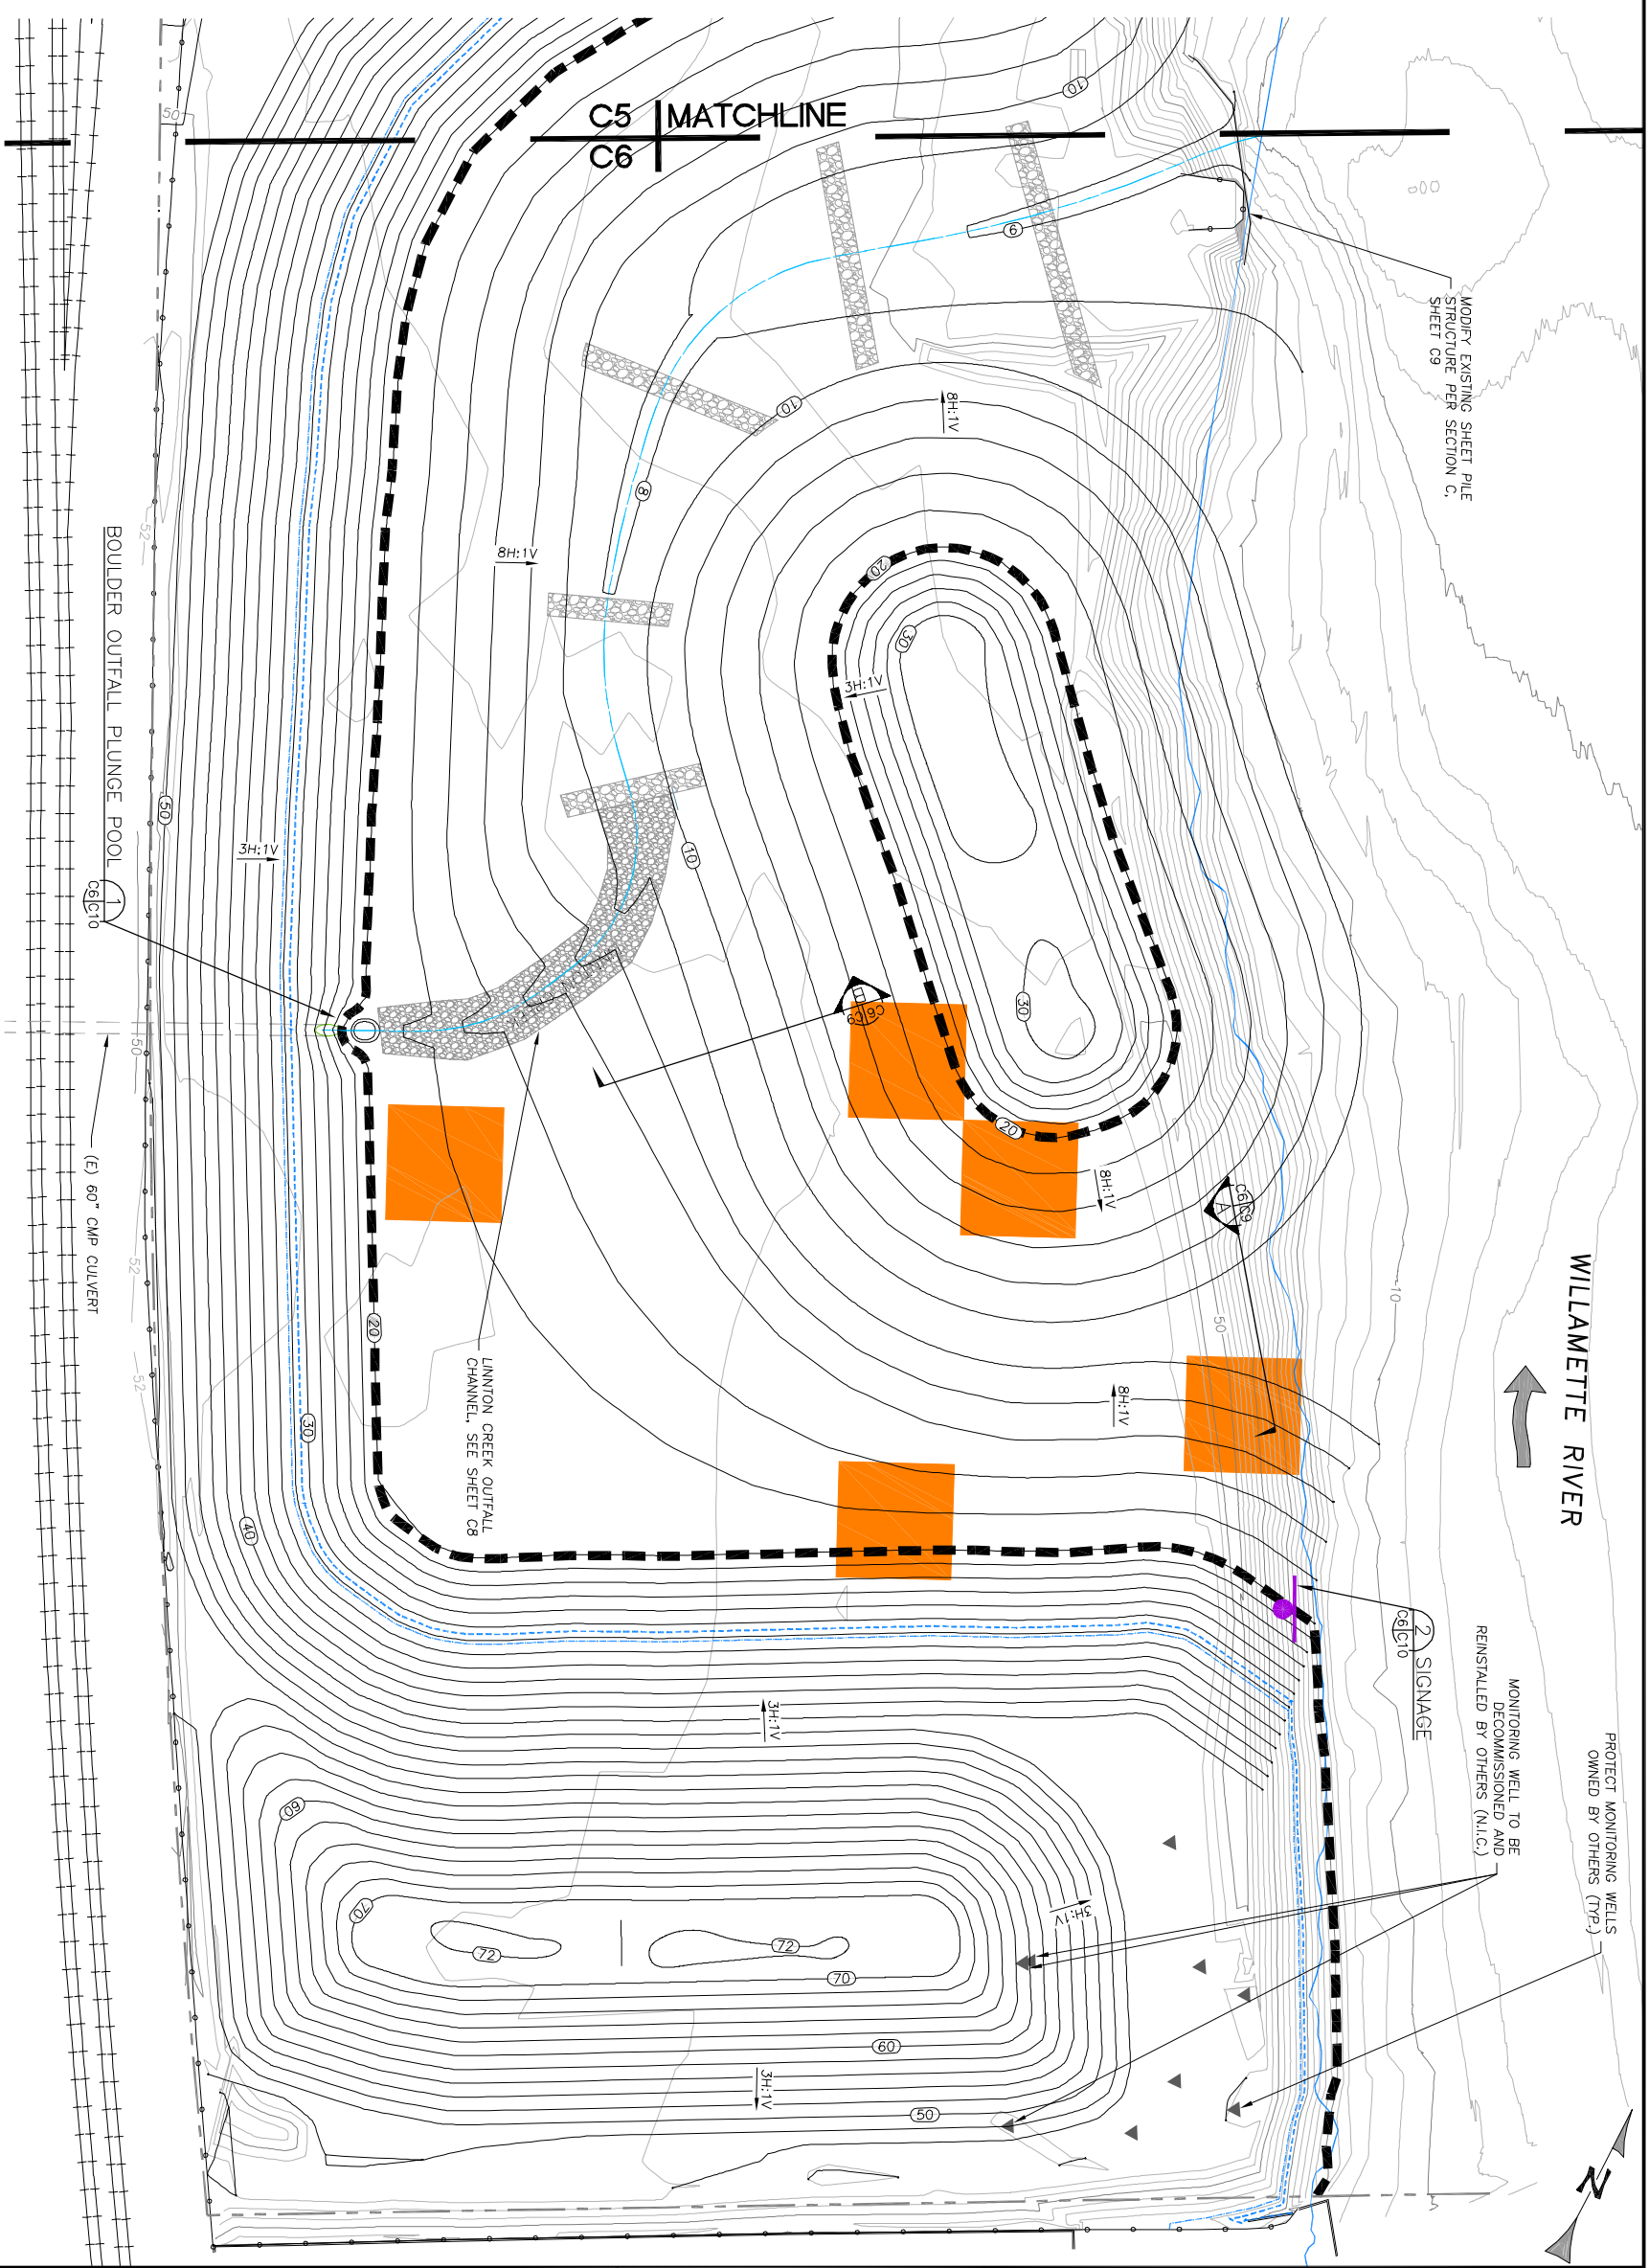 C5 MATCHLINE
C6
50
10
6
MODIFY EXISTING SHEET PILE
STRUCTURE PER SECTION C,
SHEET C9
10
8H:1V
8
8H:1V
52
20
30
3H:1V
BOULDER OUTFALL PLUNGE POOL
1
C6 C10
50
3H:1V
10
30
B
C6 C9
50
(E) 60" CMP CULVERT
20
8H:1V
A
C6 C9
WILLAMETTE RIVER
10
50
52
20
8H:1V
LINNTON CREEK OUTFALL
CHANNEL, SEE SHEET C8
52
30
40
2 SIGNAGE
C6 C10
MONITORING WELL TO BE
DECOMMISSIONED AND
REINSTALLED BY OTHERS (N.I.C.)
PROTECT MONITORING WELLS
OWNED BY OTHERS (TYP.)
3H:1V
60
70
3H:1V
72
72
70
60
3H:1V
50
N